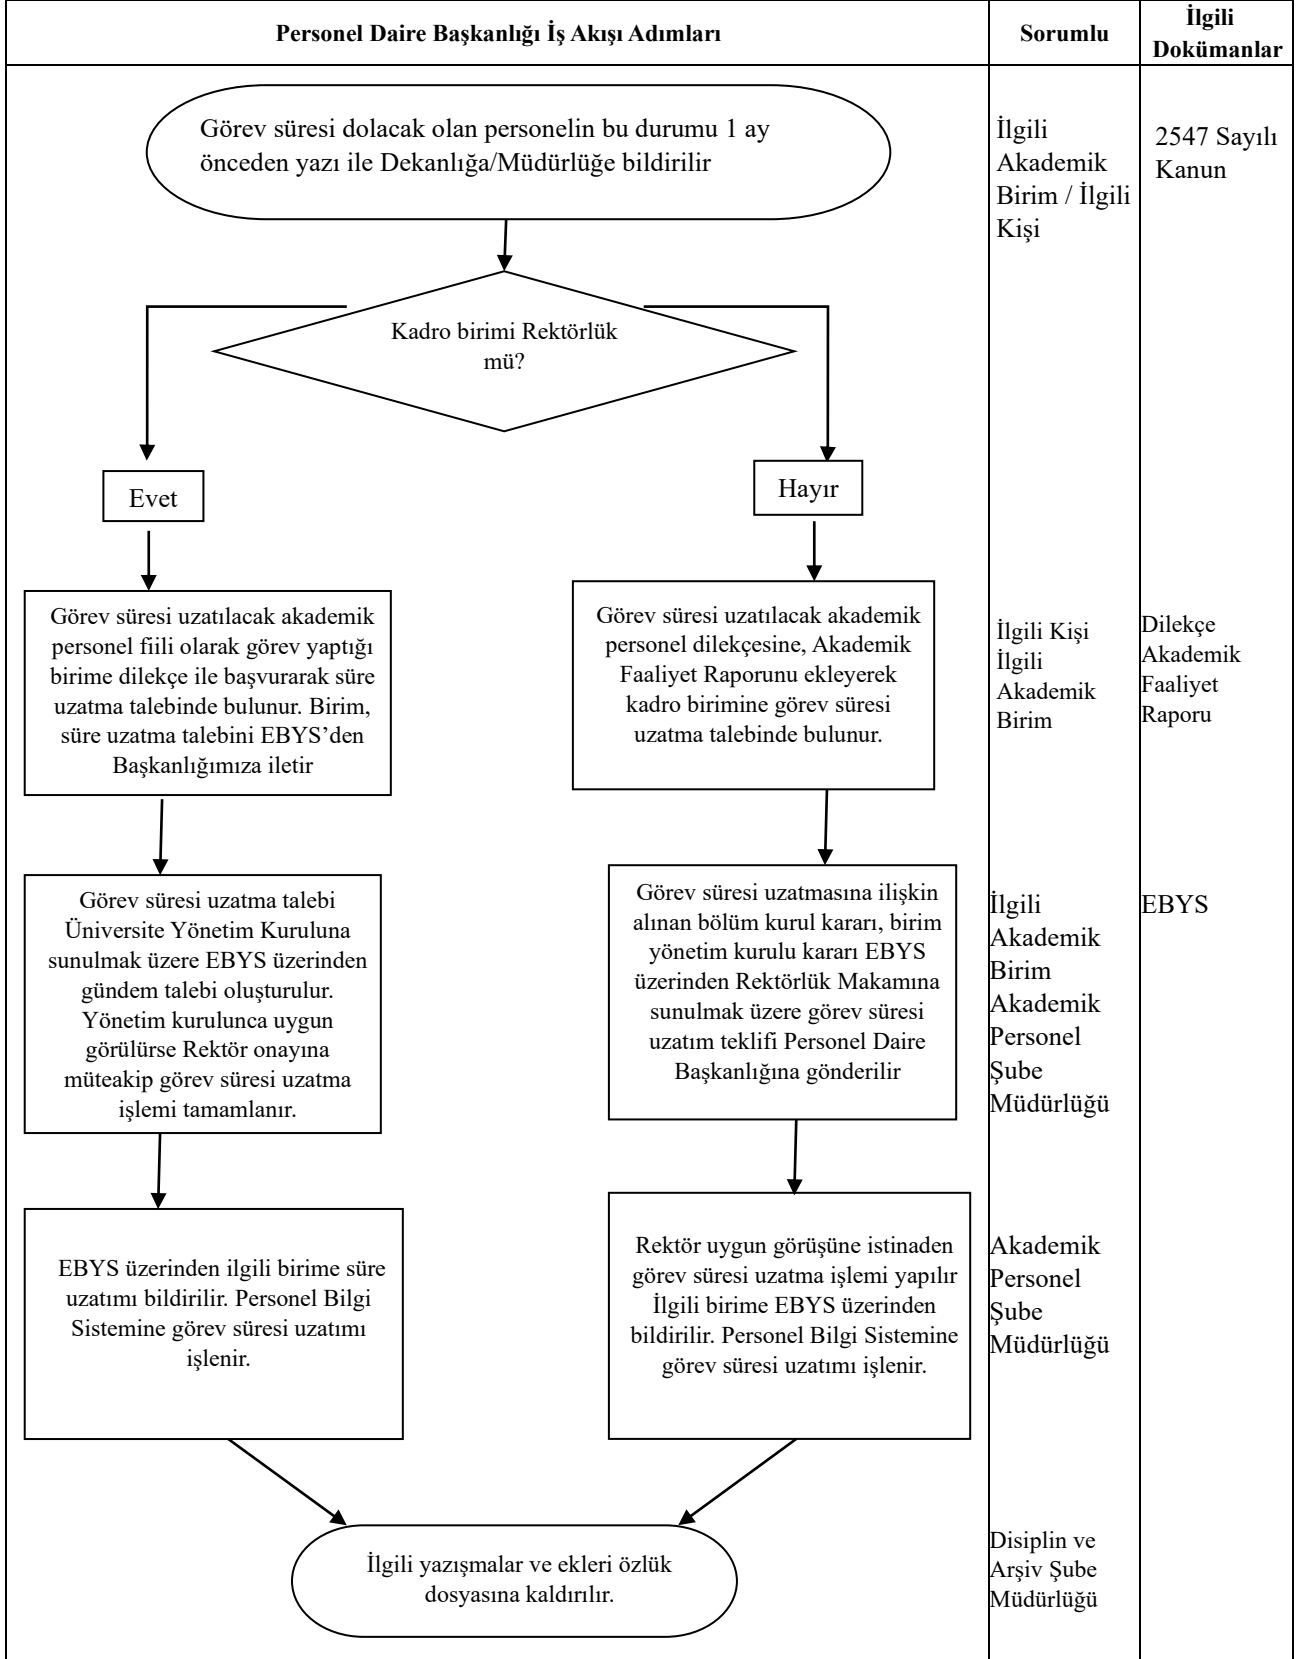 Personel Daire Başkanlığı İş Akışı Adımları
Sorumlu
İlgili
Dokümanlar
Görev süresi dolacak olan personelin bu durumu 1 ay
önceden yazı ile Dekanlığa/Müdürlüğe bildirilir
İlgili
Akademik
Birim / İlgili
Kişi
2547 Sayılı
Kanun
Kadro birimi Rektörlük
mü?
Evet
Hayır
Görev süresi uzatılacak akademik
personel fiili olarak görev yaptığı
birime dilekçe ile başvurarak süre
uzatma talebinde bulunur. Birim,
süre uzatma talebini EBYS’den
Başkanlığımıza iletir
Görev süresi uzatılacak akademik
personel dilekçesine, Akademik
Faaliyet Raporunu ekleyerek
kadro birimine görev süresi
uzatma talebinde bulunur.
İlgili Kişi
İlgili
Akademik
Birim
Dilekçe
Akademik
Faaliyet
Raporu
Görev süresi uzatma talebi
Üniversite Yönetim Kuruluna
sunulmak üzere EBYS üzerinden
gündem talebi oluşturulur.
Yönetim kurulunca uygun
görülürse Rektör onayına
müteakip görev süresi uzatma
işlemi tamamlanır.
Görev süresi uzatmasına ilişkin
alınan bölüm kurul kararı, birim
yönetim kurulu kararı EBYS
üzerinden Rektörlük Makamına
sunulmak üzere görev süresi
uzatım teklifi Personel Daire
Başkanlığına gönderilir
İlgili
Akademik
Birim
Akademik
Personel
Şube
Müdürlüğü
EBYS
EBYS üzerinden ilgili birime süre
uzatımı bildirilir. Personel Bilgi
Sistemine görev süresi uzatımı
işlenir.
Rektör uygun görüşüne istinaden
görev süresi uzatma işlemi yapılır
İlgili birime EBYS üzerinden
bildirilir. Personel Bilgi Sistemine
görev süresi uzatımı işlenir.
Akademik
Personel
Şube
Müdürlüğü
İlgili yazışmalar ve ekleri özlük
dosyasına kaldırılır.
Disiplin ve
Arşiv Şube
Müdürlüğü